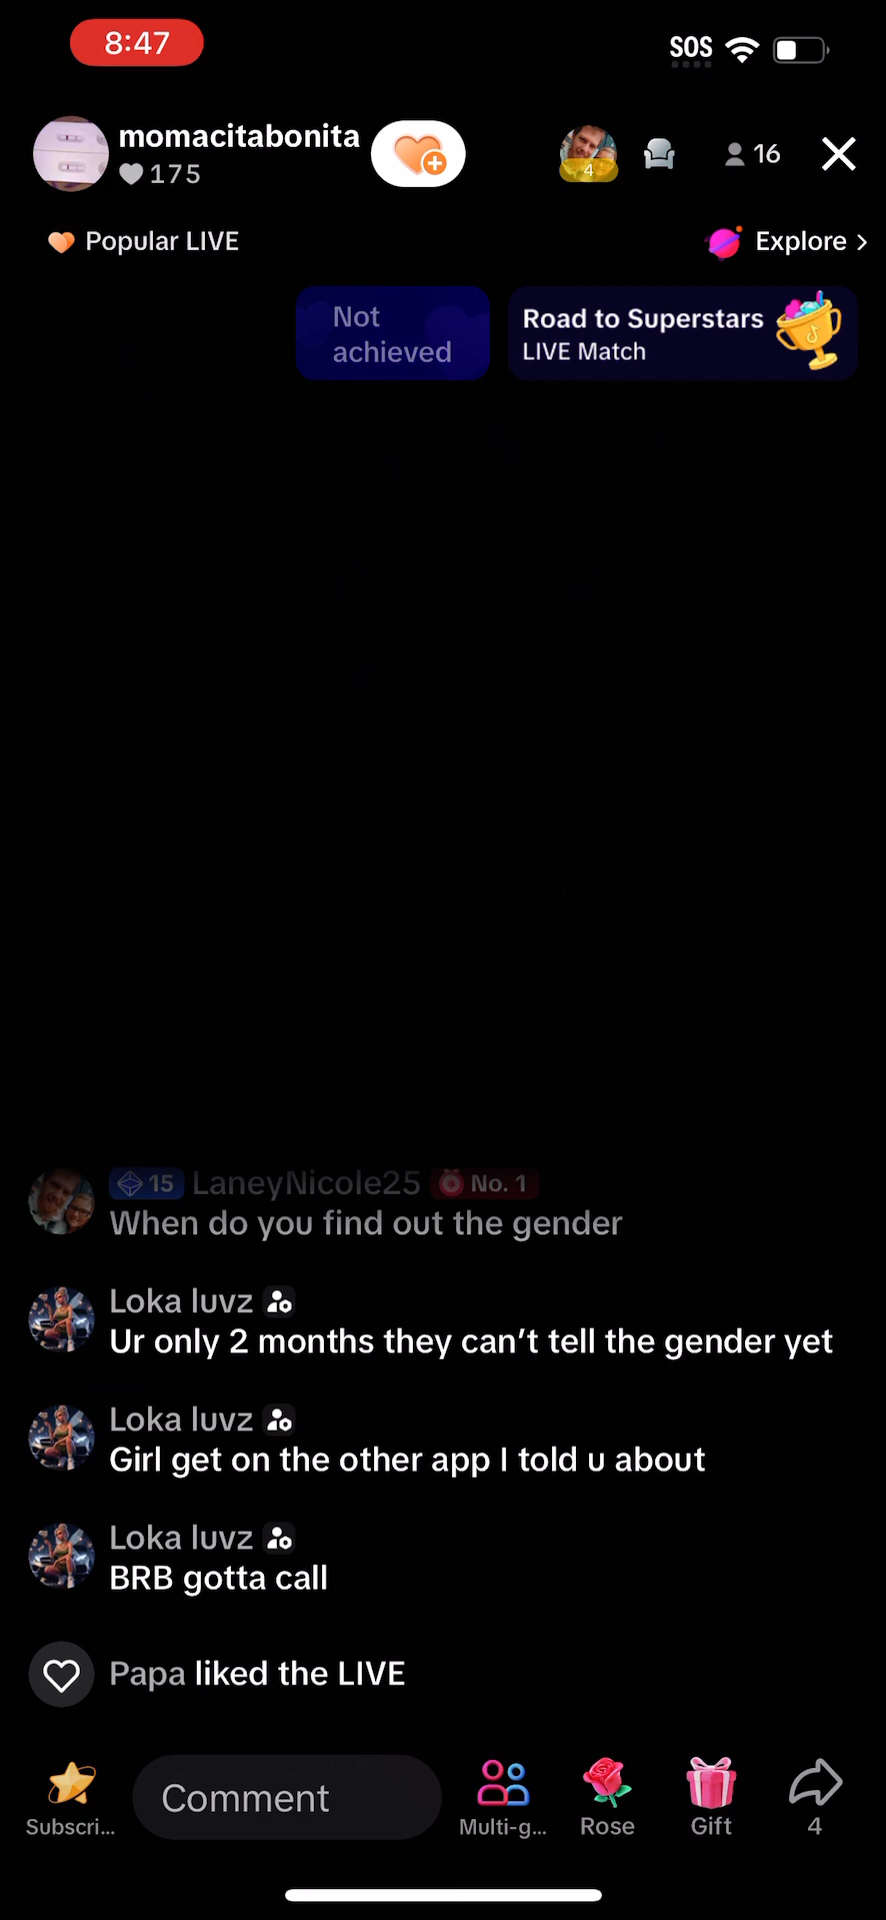 8:47
SOS
momacitabonita
175
4
16
Popular LIVE
Explore >
Not
achieved
Road to Superstars
LIVE Match
15 LaneyNicole25 No. 1
When do you find out the gender
Loka luvz
Ur only 2 months they can’t tell the gender yet
Loka luvz
Girl get on the other app I told u about
Loka luvz
BRB gotta call
Papa liked the LIVE
Comment
Subscri...
Multi-g...
Rose
Gift
4